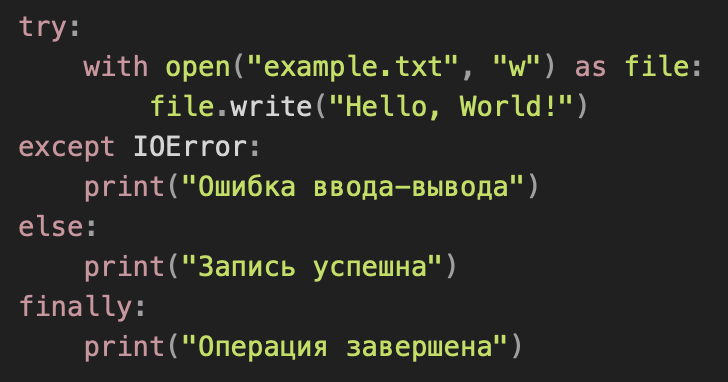 try:
    with open("example.txt", "w") as file:
        file.write("Hello, World!")
except IOError:
    print("Ошибка ввода-вывода")
else:
    print("Запись успешна")
finally:
    print("Операция завершена")